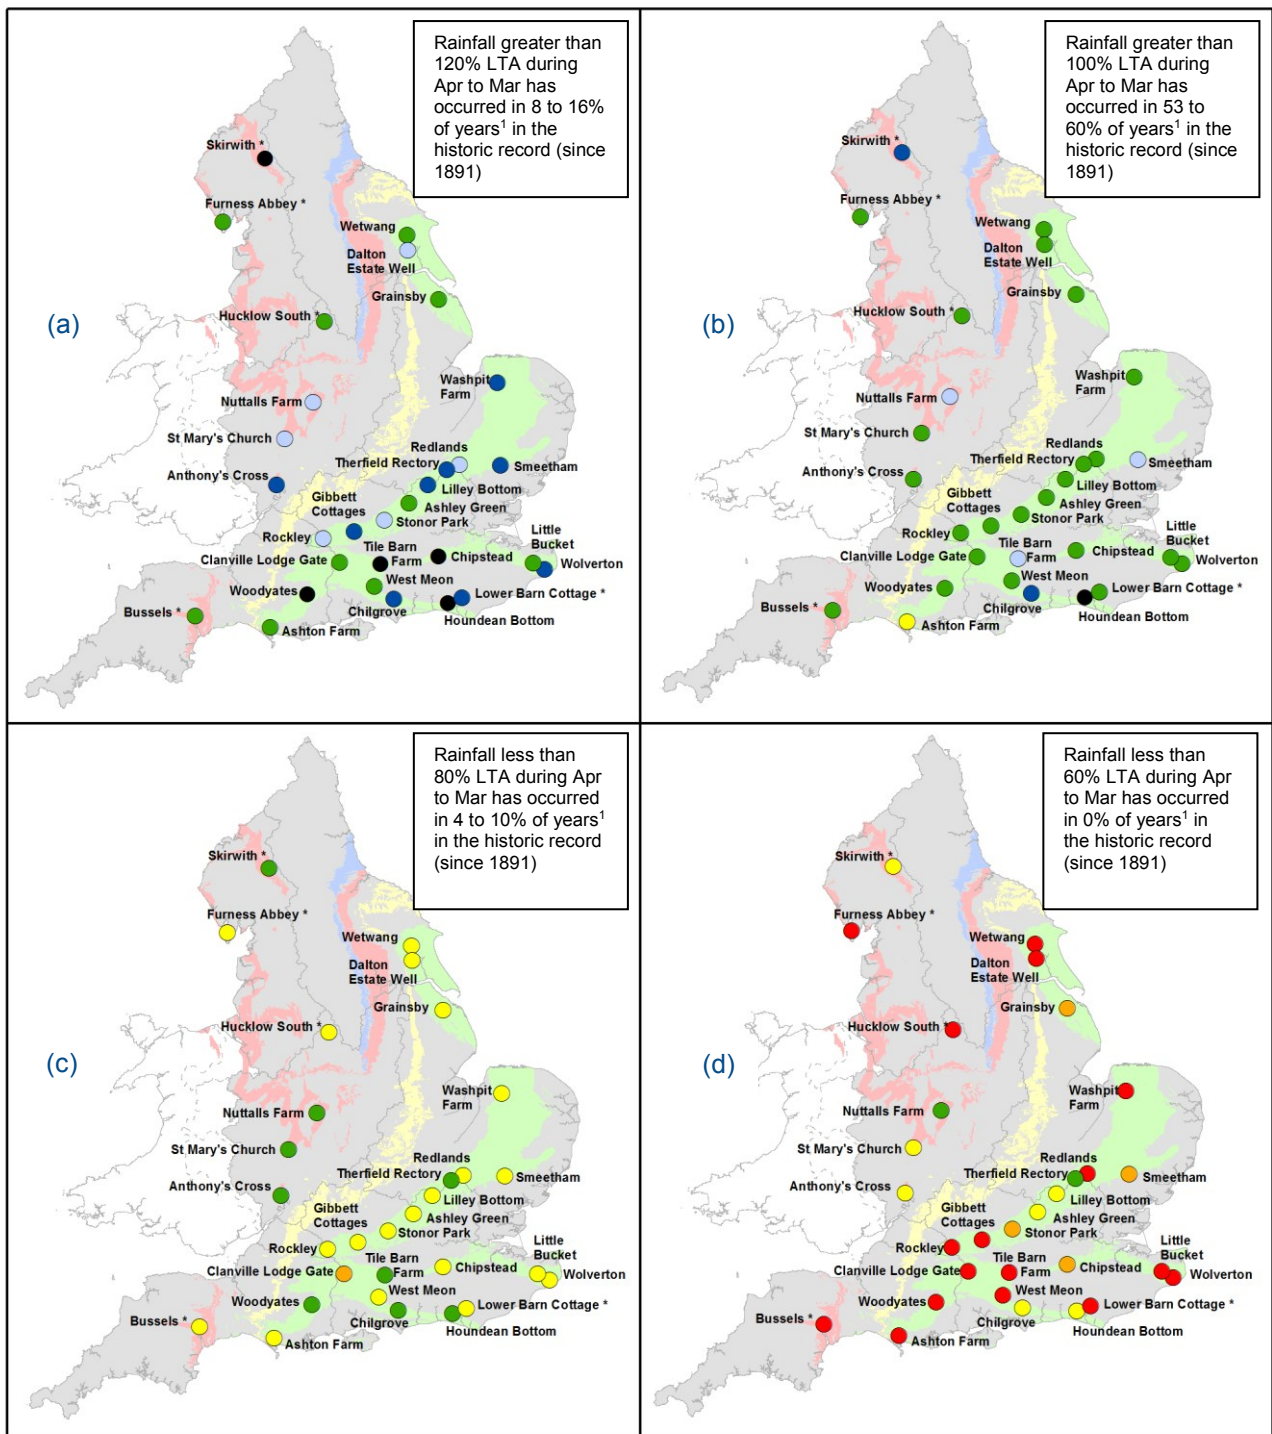 Rainfall greater than
120% LTA during
Apr to Mar has
occurred in 8 to 16%
of years1 in the
historic record (since
1891)
Skirwith *
Furness Abbey *
Wetwang
Dalton
Estate Well
Grainsby
(a)
Hucklow South *
Washpit
Farm
Nuttalls Farm
St Mary's Church
Redlands
Therfield Rectory
Smeetham
Anthony's Cross
Lilley Bottom
Gibbett
Cottages
Ashley Green
Stonor Park
Rockley
Little
Bucket
Tile Barn
Farm
Chipstead
Clanville Lodge Gate
Wolverton
West Meon
Woodyates
Lower Barn Cottage *
Bussels *
Chilgrove
Houndean Bottom
Ashton Farm
Rainfall greater than
100% LTA during
Apr to Mar has
occurred in 53 to
60% of years1 in the
historic record (since
1891)
Skirwith *
Furness Abbey *
Wetwang
Dalton
Estate Well
Grainsby
(b)
Hucklow South *
Washpit
Farm
Nuttalls Farm
St Mary's Church
Redlands
Therfield Rectory
Smeetham
Anthony's Cross
Lilley Bottom
Gibbett
Cottages
Ashley Green
Stonor Park
Rockley
Little
Bucket
Tile Barn
Farm
Chipstead
Clanville Lodge Gate
Wolverton
West Meon
Woodyates
Lower Barn Cottage *
Bussels *
Chilgrove
Houndean Bottom
Ashton Farm
Rainfall less than
80% LTA during Apr
to Mar has occurred
in 4 to 10% of years1
in the historic record
(since 1891)
Skirwith *
Furness Abbey *
Wetwang
Dalton
Estate Well
Grainsby
Hucklow South *
(c)
Washpit
Farm
Nuttalls Farm
St Mary's Church
Redlands
Therfield Rectory
Smeetham
Anthony's Cross
Lilley Bottom
Gibbett
Cottages
Ashley Green
Stonor Park
Rockley
Little
Bucket
Tile Barn
Farm
Chipstead
Clanville Lodge Gate
Wolverton
West Meon
Woodyates
Lower Barn Cottage *
Bussels *
Chilgrove
Houndean Bottom
Ashton Farm
Rainfall less than
60% LTA during Apr
to Mar has occurred
in 0% of years1 in
the historic record
(since 1891)
Skirwith *
Furness Abbey *
Wetwang
Dalton
Estate Well
Grainsby
Hucklow South *
(d)
Washpit
Farm
Nuttalls Farm
St Mary's Church
Redlands
Therfield Rectory
Smeetham
Anthony's Cross
Lilley Bottom
Gibbett
Cottages
Ashley Green
Stonor Park
Rockley
Little
Bucket
Tile Barn
Farm
Chipstead
Clanville Lodge Gate
Wolverton
West Meon
Woodyates
Lower Barn Cottage *
Bussels *
Chilgrove
Houndean Bottom
Ashton Farm